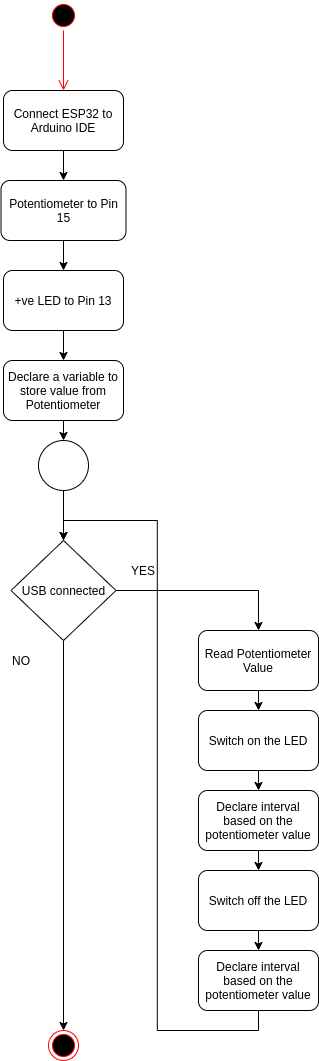 Connect ESP32 to
Arduino IDE
Potentiometer to Pin
15
+ve LED to Pin 13
Declare a variable to
store value from
Potentiometer
USB connected
YES
NO
Read Potentiometer
Value
Switch on the LED
Declare interval
based on the
potentiometer value
Switch off the LED
Declare interval
based on the
potentiometer value